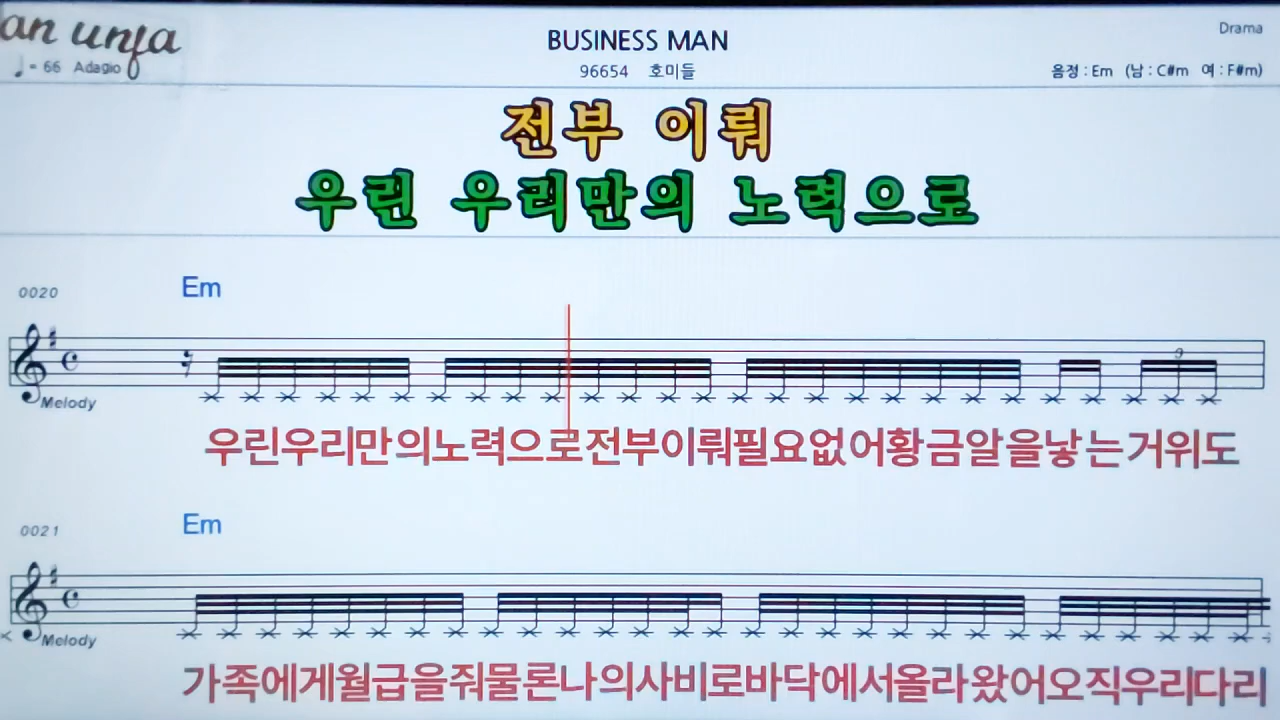 an unja
BUSINESS MAN
Drama
♩= 66 Adagio
96654 호미들
음정 : Em (남 : C#m 여 : F#m)
전부 이뤄
우린 우리만의 노력으로
0020
Em
3
Melody
우린우리만의노력으로전부이뤄필요없어황금알을낳는거위도
0021
Em
Melody
가족에게월급을줘물론나의사비로바닥에서올라왔어오직우리다리